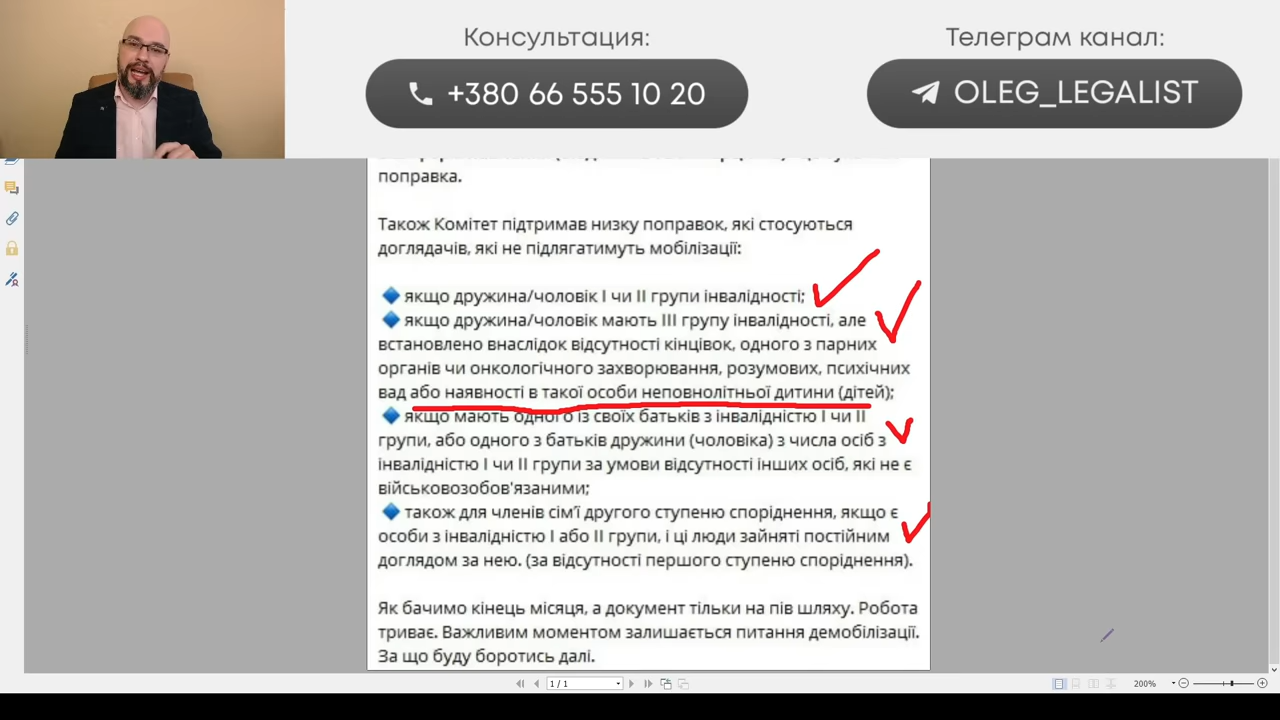 Консультация:
+380 66 555 10 20
Телеграм канал:
OLEG_LEGALIST
поправка.
Також Комітет підтримав низку поправок, які стосуються
доглядачів, які не підлягатимуть мобілізації:
якщо дружина/чоловік І чи ІІ групи інвалідності;
якщо дружина/чоловік мають ІІІ групу інвалідності, але
встановлено внаслідок відсутності кінцівок, одного з парних
органів чи онкологічного захворювання, розумових, психічних
вад або наявності в такої особи неповнолітньої дитини (дітей);
якщо мають одного із своїх батьків з інвалідністю І чи ІІ
групи, або одного з батьків дружини (чоловіка) з числа осіб з
інвалідністю І чи ІІ групи за умови відсутності інших осіб, які не є
військовозобов'язаними;
також для членів сім'ї другого ступеню споріднення, якщо є
особи з інвалідністю І або ІІ групи, і ці люди зайняті постійним
доглядом за нею. (за відсутності першого ступеню споріднення).
Як бачимо кінець місяця, а документ тільки на пів шляху. Робота
триває. Важливим моментом залишається питання демобілізації.
За що буду боротись далі.
1 / 1
200%